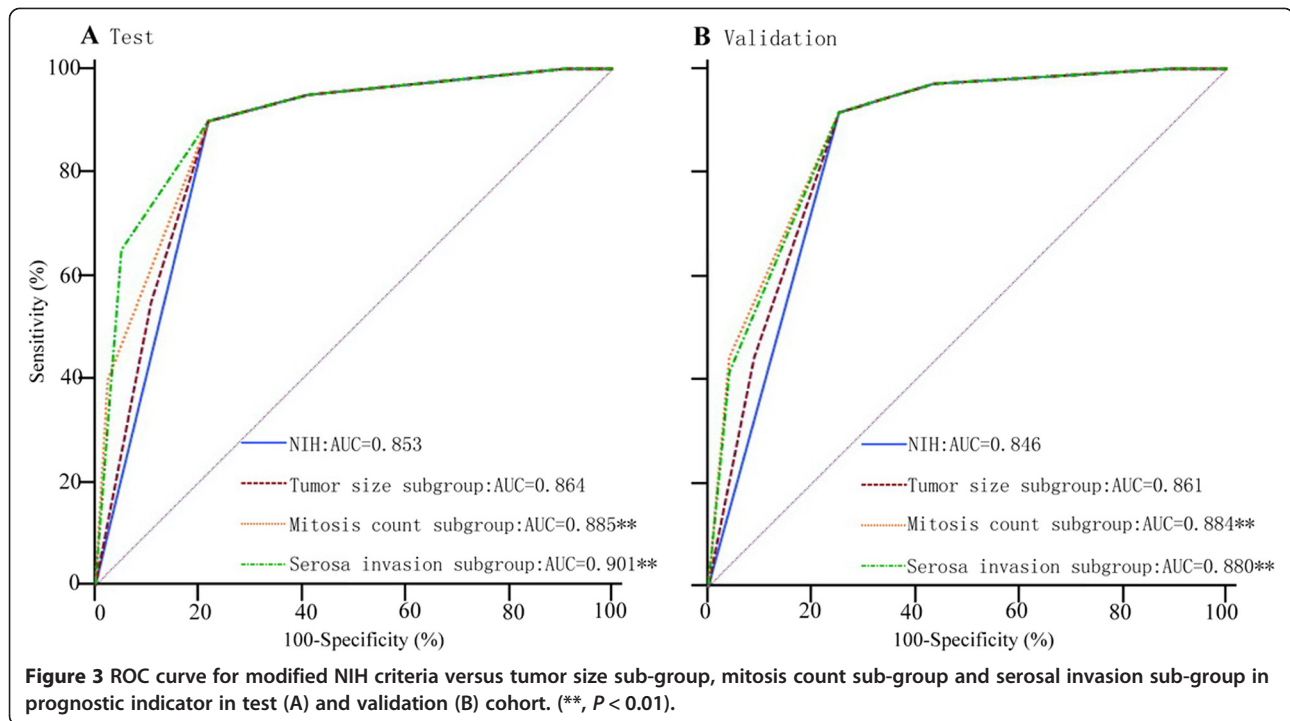 A Test
B Validation
100
80
60
40
20
0
Sensitivity (%)
NIH:AUC=0.853
Tumor size subgroup:AUC=0.864
Mitosis count subgroup:AUC=0.885**
Serosa invasion subgroup:AUC=0.901**
0 20 40 60 80 100
100-Specificity (%)
NIH:AUC=0.846
Tumor size subgroup:AUC=0.861
Mitosis count subgroup:AUC=0.884**
Serosa invasion subgroup:AUC=0.880**
0 20 40 60 80 100
100-Specificity (%)
Figure 3 ROC curve for modified NIH criteria versus tumor size sub-group, mitosis count sub-group and serosal invasion sub-group in
prognostic indicator in test (A) and validation (B) cohort. (**, P < 0.01).